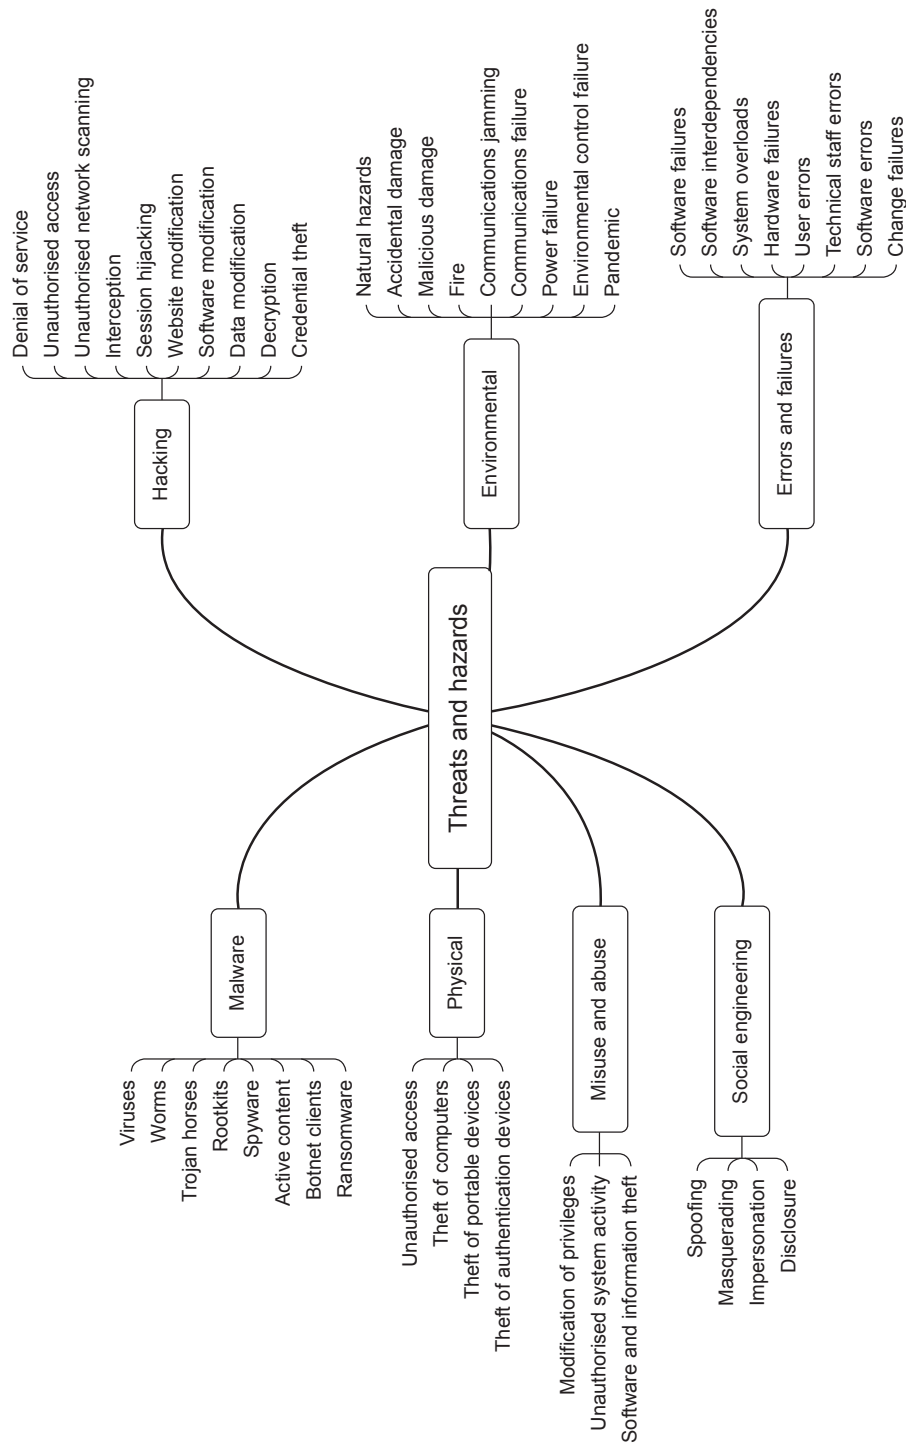 Threats and hazards
Malware
Viruses
Worms
Trojan horses
Rootkits
Spyware
Active content
Botnet clients
Ransomware
Physical
Unauthorised access
Theft of computers
Theft of portable devices
Theft of authentication devices
Misuse and abuse
Modification of privileges
Unauthorised system activity
Software and information theft
Social engineering
Spoofing
Masquerading
Impersonation
Disclosure
Hacking
Denial of service
Unauthorised access
Unauthorised network scanning
Interception
Session hijacking
Website modification
Software modification
Data modification
Decryption
Credential theft
Environmental
Natural hazards
Accidental damage
Malicious damage
Fire
Communications jamming
Communications failure
Power failure
Environmental control failure
Pandemic
Errors and failures
Software failures
Software interdependencies
System overloads
Hardware failures
User errors
Technical staff errors
Software errors
Change failures